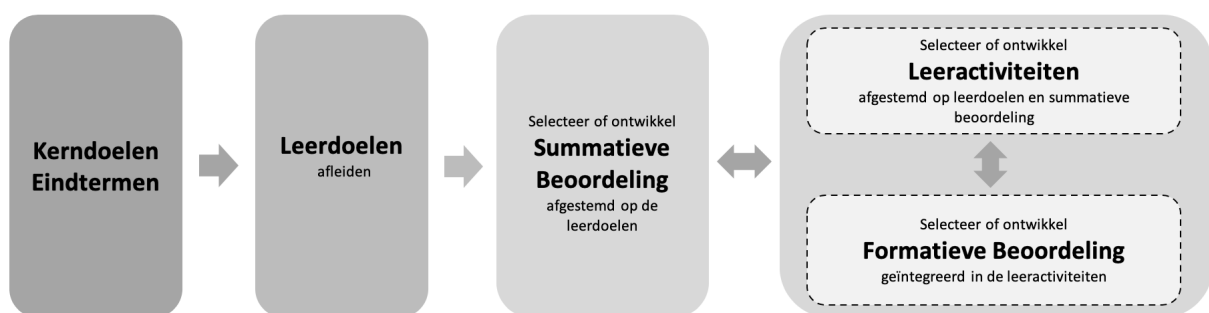 Kerndoelen
Eindtermen
Leerdoelen
afleiden
Selecteer of ontwikkel
Summatieve
Beoordeling
afgestemd op de
leerdoelen
Selecteer of ontwikkel
Leeractiviteiten
afgestemd op leerdoelen en summatieve
beoordeling
Selecteer of ontwikkel
Formatieve Beoordeling
geïntegreerd in de leeractiviteiten